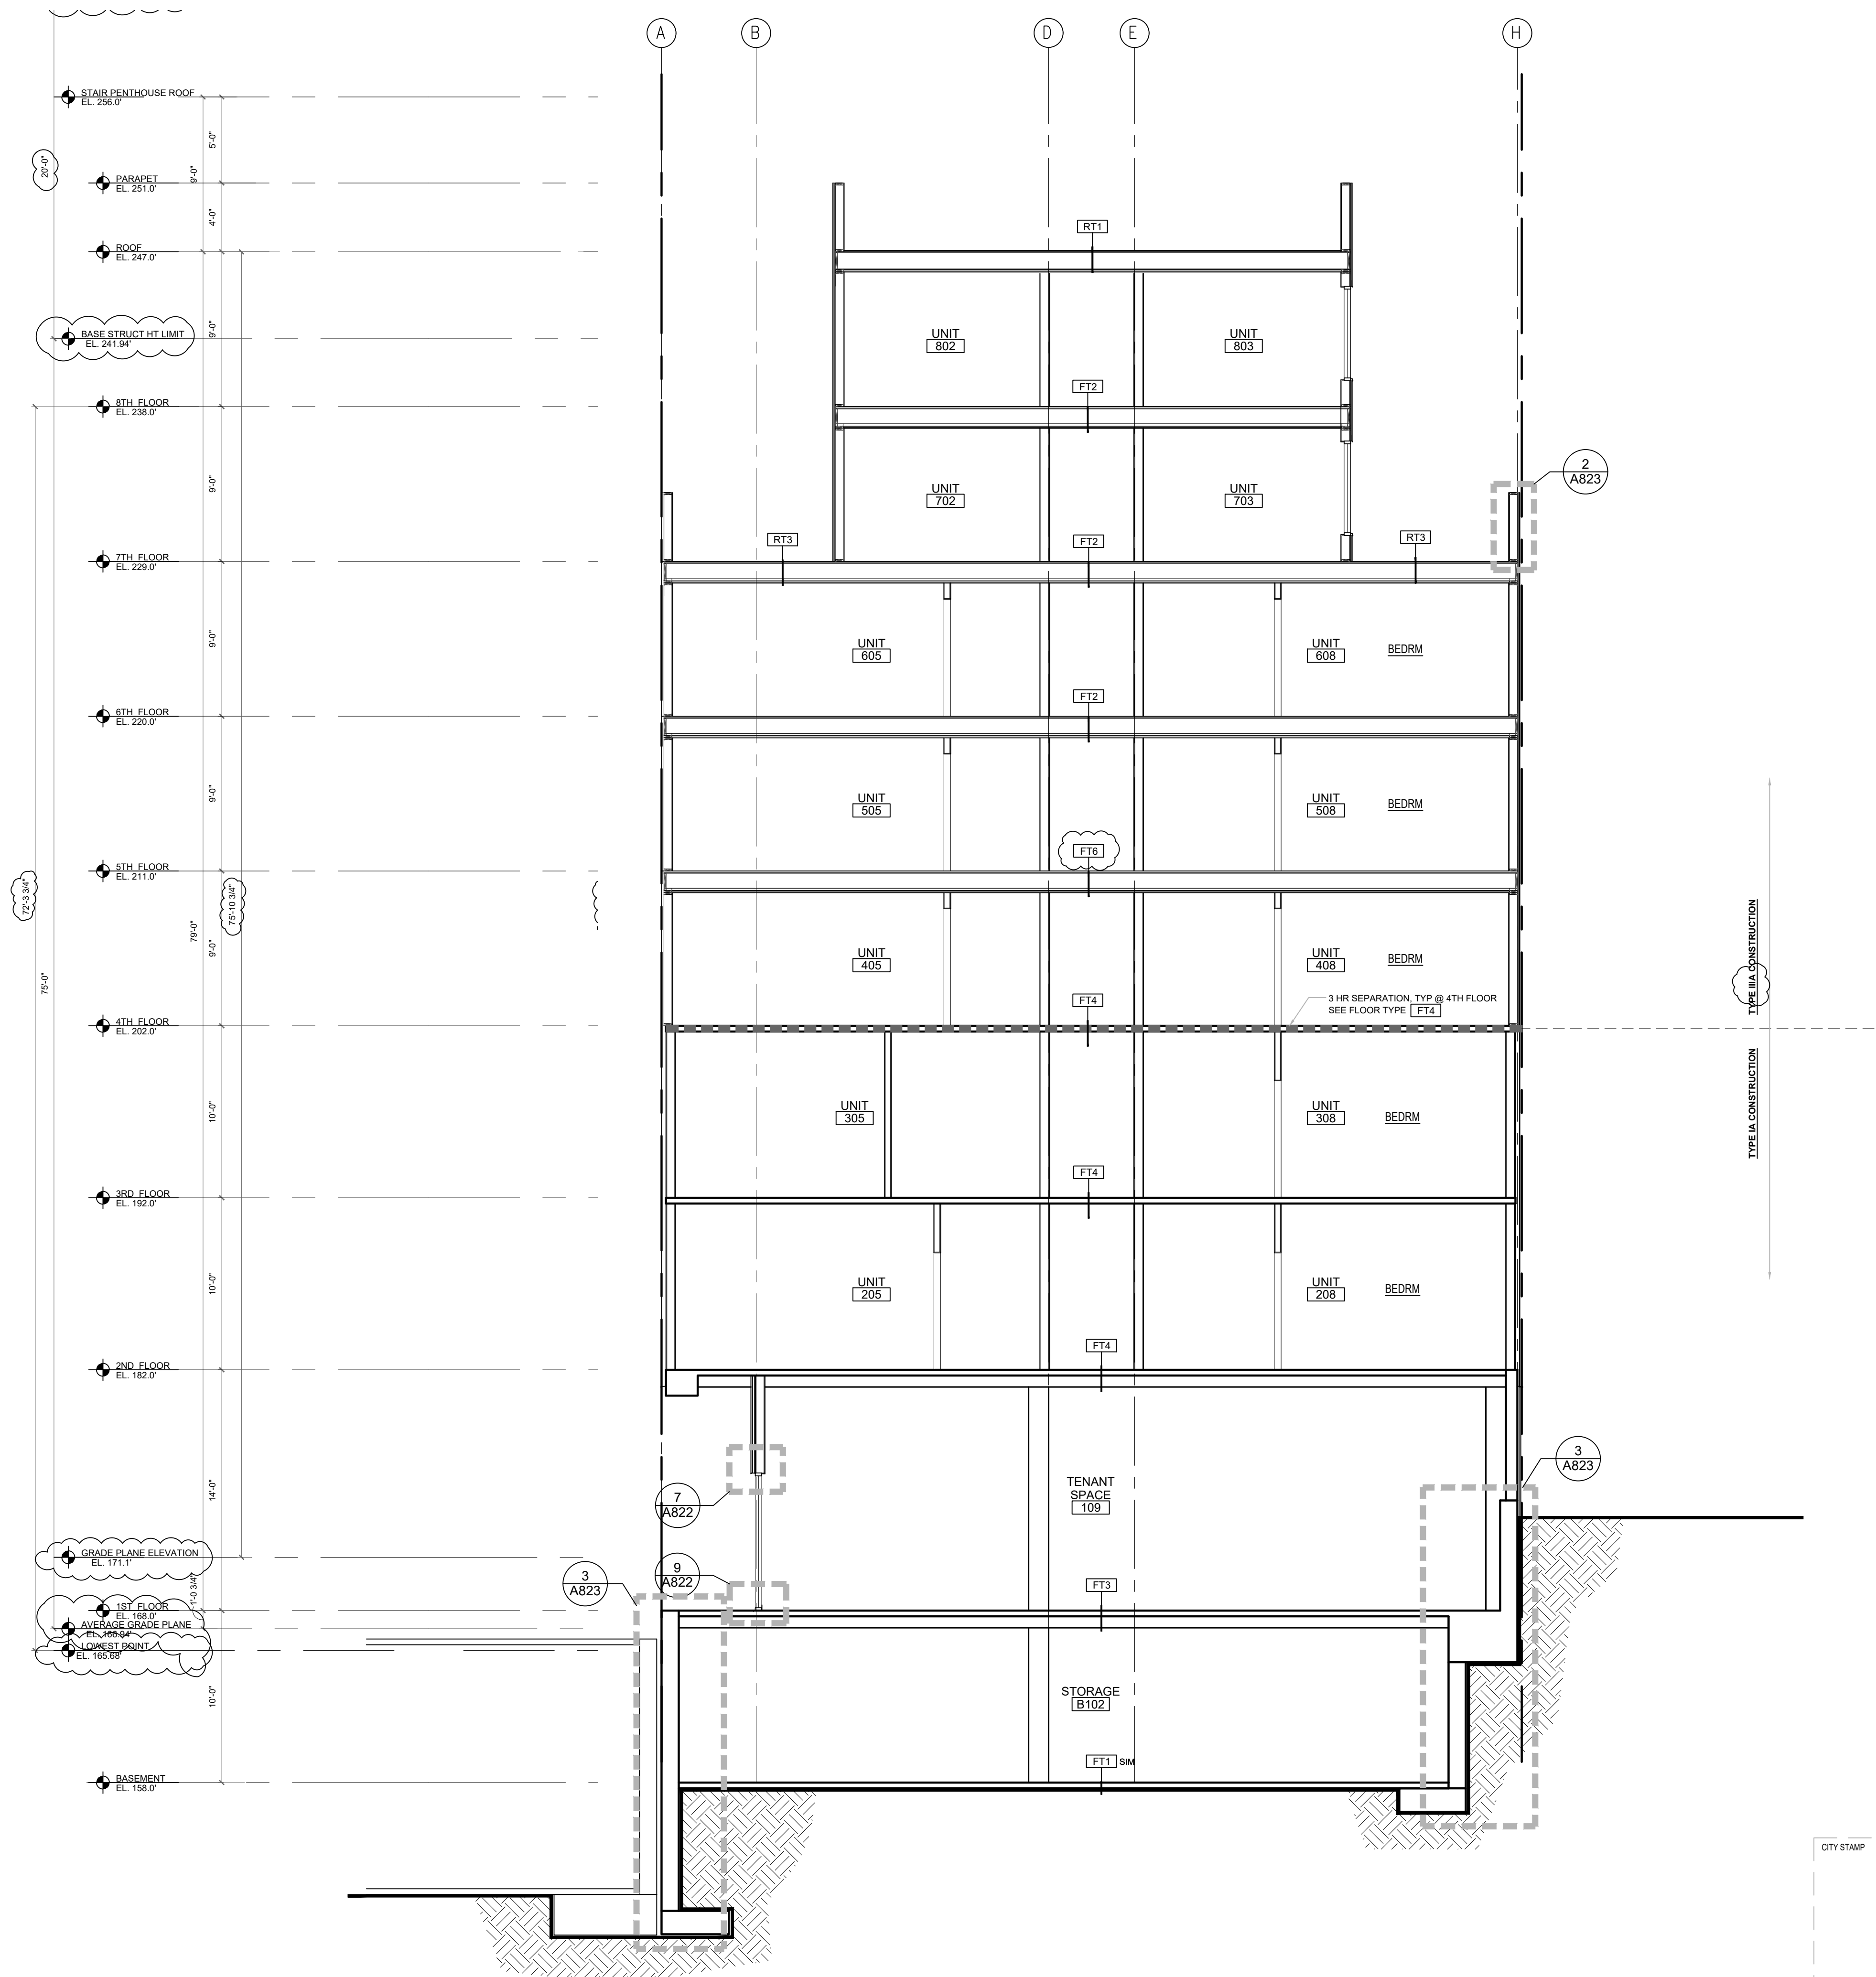 A
B
D
E
H
STAIR PENTHOUSE ROOF
EL. 256.0'
5'-0"
20'-0"
9'-0"
PARAPET
EL. 251.0'
4'-0"
RT1
ROOF
EL. 247.0'
9'-0"
BASE STRUCT HT LIMIT
EL. 241.94'
UNIT
802
UNIT
803
FT2
8TH FLOOR
EL. 238.0'
2
A823
9'-0"
UNIT
702
UNIT
703
RT3
FT2
RT3
7TH FLOOR
EL. 229.0'
9'-0"
UNIT
605
UNIT
608
BEDRM
FT2
6TH FLOOR
EL. 220.0'
9'-0"
UNIT
505
UNIT
508
BEDRM
FT6
5TH FLOOR
EL. 211.0'
72'-3 3/4"
75'-10 3/4"
79'-0"
9'-0"
75'-0"
UNIT
405
UNIT
408
BEDRM
TYPE IIIA CONSTRUCTION
FT4
3 HR SEPARATION, TYP @ 4TH FLOOR
SEE FLOOR TYPE FT4
4TH FLOOR
EL. 202.0'
TYPE IA CONSTRUCTION
10'-0"
UNIT
305
UNIT
308
BEDRM
FT4
3RD FLOOR
EL. 192.0'
10'-0"
UNIT
205
UNIT
208
BEDRM
FT4
2ND FLOOR
EL. 182.0'
14'-0"
7
A822
TENANT
SPACE
109
3
A823
GRADE PLANE ELEVATION
EL. 171.1'
1'-0 3/4"
3
A823
9
A822
FT3
1ST FLOOR
EL. 168.0'
AVERAGE GRADE PLANE
EL. 166.94'
LOWEST POINT
EL. 165.68'
10'-0"
STORAGE
B102
FT1 SIM
BASEMENT
EL. 158.0'
CITY STAMP